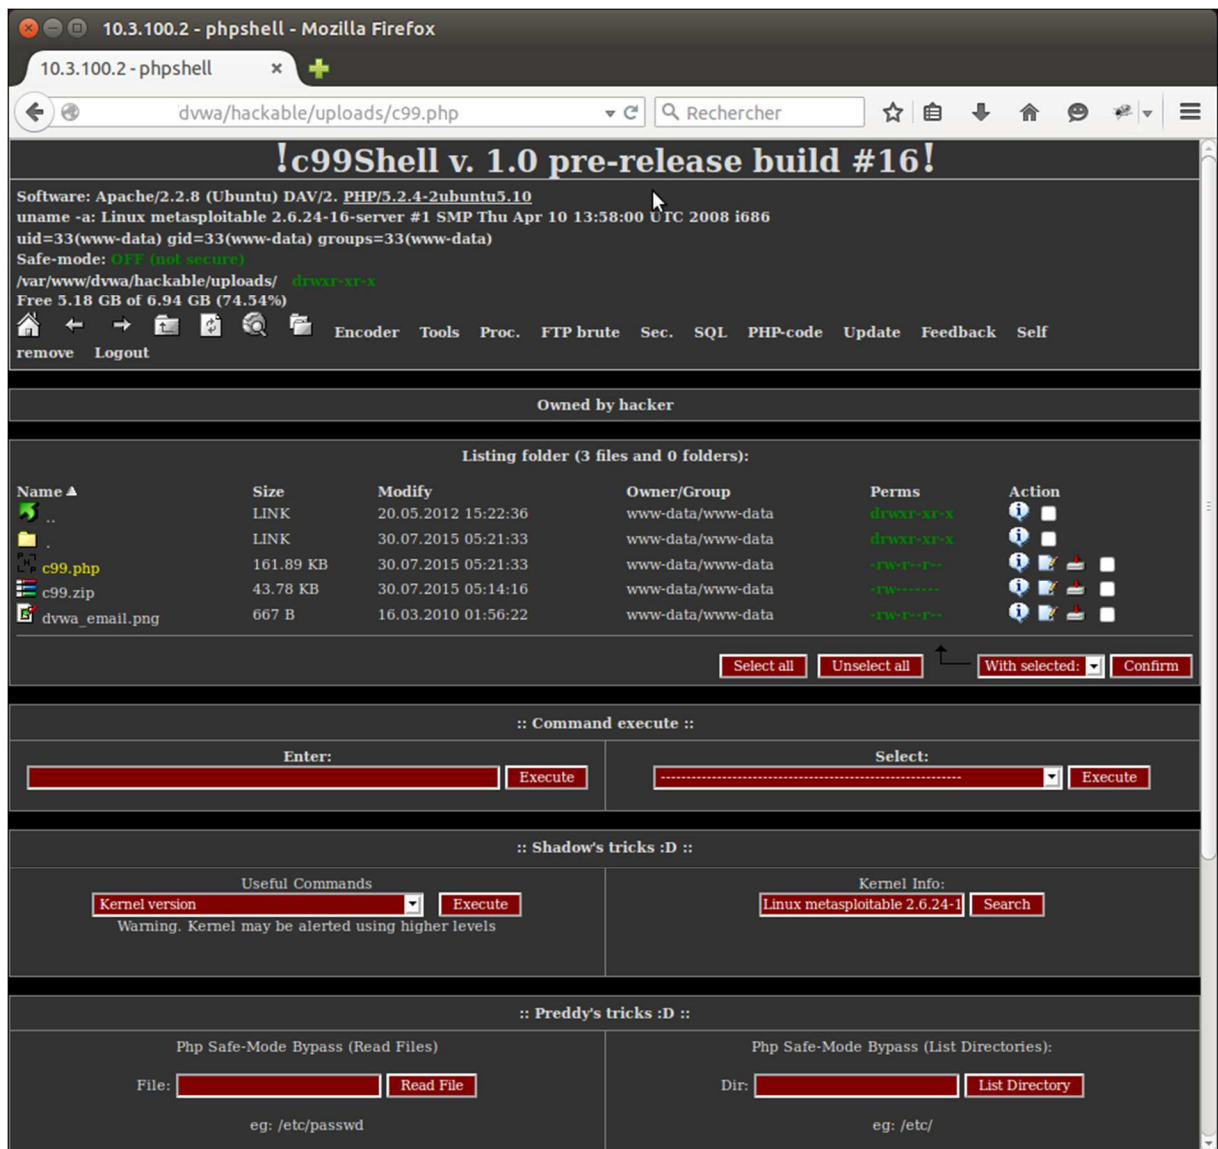 10.3.100.2 - phpshell - Mozilla Firefox
10.3.100.2 - phpshell
dvwa/hackable/uploads/c99.php
Rechercher
!c99Shell v. 1.0 pre-release build #16!
Software: Apache/2.2.8 (Ubuntu) DAV/2. PHP/5.2.4-2ubuntu5.10
uname -a: Linux metasploitable 2.6.24-16-server #1 SMP Thu Apr 10 13:58:00 UTC 2008 i686
uid=33(www-data) gid=33(www-data) groups=33(www-data)
Safe-mode: OFF (not secure)
/var/www/dvwa/hackable/uploads/ drwxr-xr-x
Free 5.18 GB of 6.94 GB (74.54%)
Encoder Tools Proc. FTP brute Sec. SQL PHP-code Update Feedback Self
remove Logout
Owned by hacker
Listing folder (3 files and 0 folders):
Name Size Modify Owner/Group Perms Action
.. LINK 20.05.2012 15:22:36 www-data/www-data drwxr-xr-x
. LINK 30.07.2015 05:21:33 www-data/www-data drwxr-xr-x
c99.php 161.89 KB 30.07.2015 05:21:33 www-data/www-data -rw-r--r--
c99.zip 43.78 KB 30.07.2015 05:14:16 www-data/www-data -rw-------
dvwa_email.png 667 B 16.03.2010 01:56:22 www-data/www-data -rw-r--r--
Select all Unselect all With selected: Confirm
:: Command execute ::
Enter: Select:
Execute ------------------------------------------------------------ Execute
:: Shadow's tricks :D ::
Useful Commands Kernel Info:
Kernel version Execute Linux metasploitable 2.6.24-1 Search
Warning. Kernel may be alerted using higher levels
:: Preddy's tricks :D ::
Php Safe-Mode Bypass (Read Files) Php Safe-Mode Bypass (List Directories):
File: Read File Dir: List Directory
eg: /etc/passwd eg: /etc/